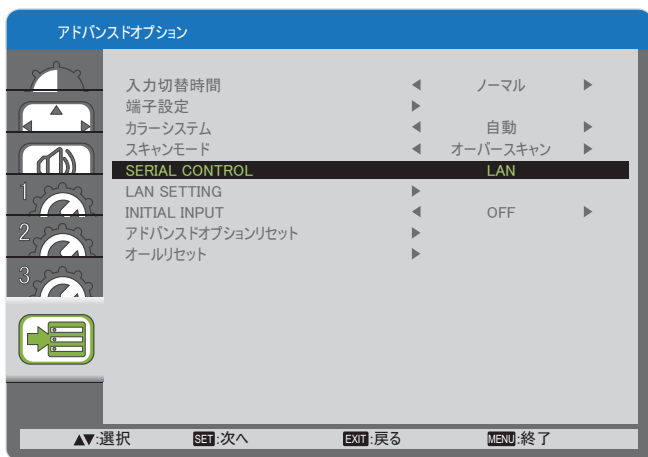 アドバンスドオプション
入力切替時間 ◀ ノーマル ▶
端子設定 ▶
カラーシステム ◀ 自動 ▶
スキャンモード ◀ オーバースキャン ▶
SERIAL CONTROL LAN
LAN SETTING ▶
INITIAL INPUT ◀ OFF ▶
アドバンスドオプションリセット ▶
オールリセット ▶
1
2
3
▲▼:選択 SET:次へ EXIT:戻る MENU:終了